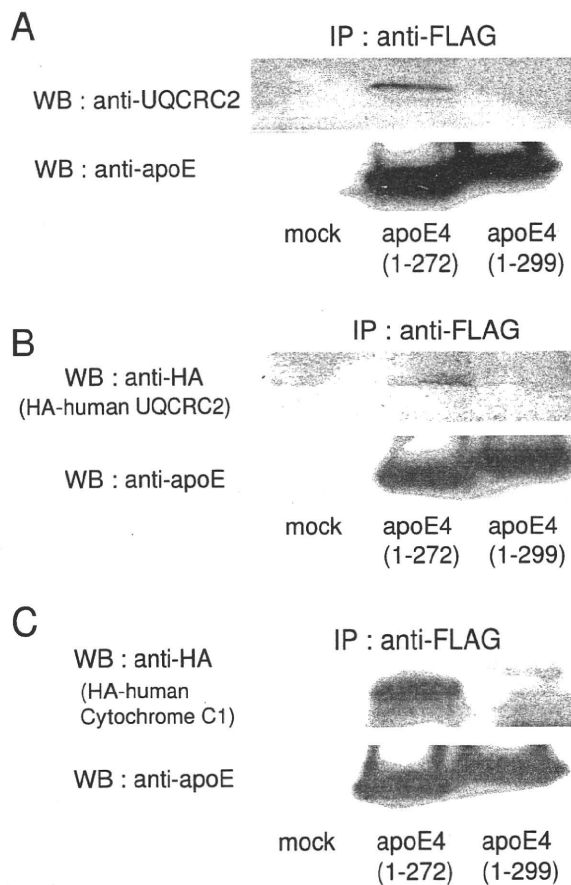 A
IP : anti-FLAG
WB : anti-UQCRC2
WB : anti-apoE
mock apoE4 apoE4
(1-272) (1-299)
B
IP : anti-FLAG
WB : anti-HA
(HA-human UQCRC2)
WB : anti-apoE
mock apoE4 apoE4
(1-272) (1-299)
C
IP : anti-FLAG
WB : anti-HA
(HA-human
Cytochrome C1)
WB : anti-apoE
mock apoE4 apoE4
(1-272) (1-299)